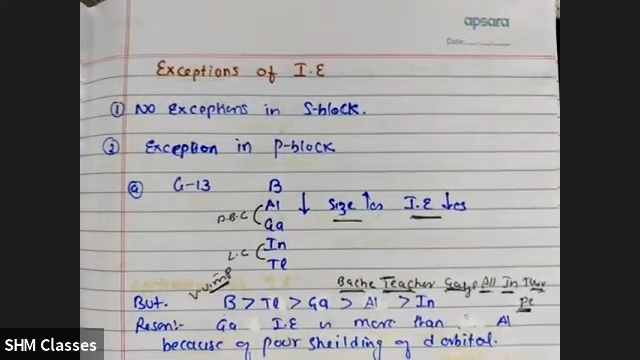 apsara
Date:
Exceptions of I.E
① No Exceptions in S-block.
② Exception in P-block
ⓐ G-13 B
D.B.C Al ↓ Size ↑es I.E ↓es
Ga
L.C In
Tl
V.V.imp Bache Teacher Gaye All In
But. B > Tl > Ga > Al > In
Reson:- Ga I.E is more than Al
because of pour sheilding of d orbital.
SHM Classes